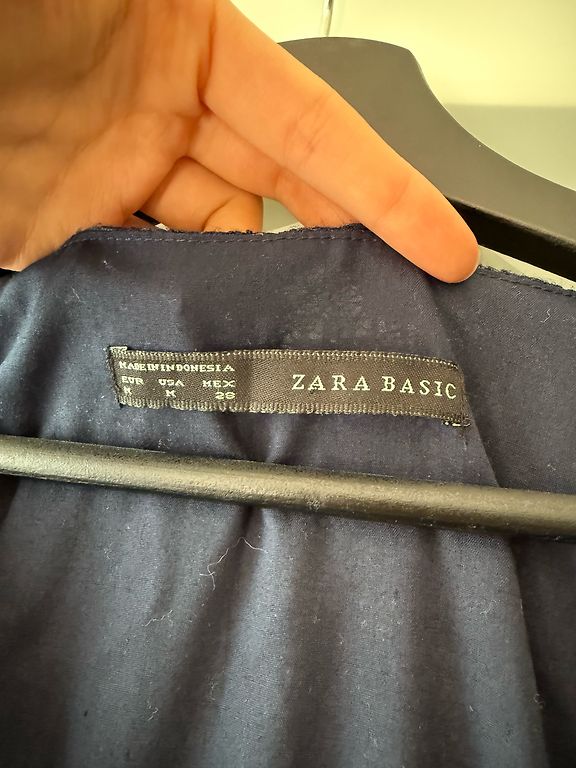 MADE IN INDONESIA
EUR USA MEX
M M 28
ZARA BASIC